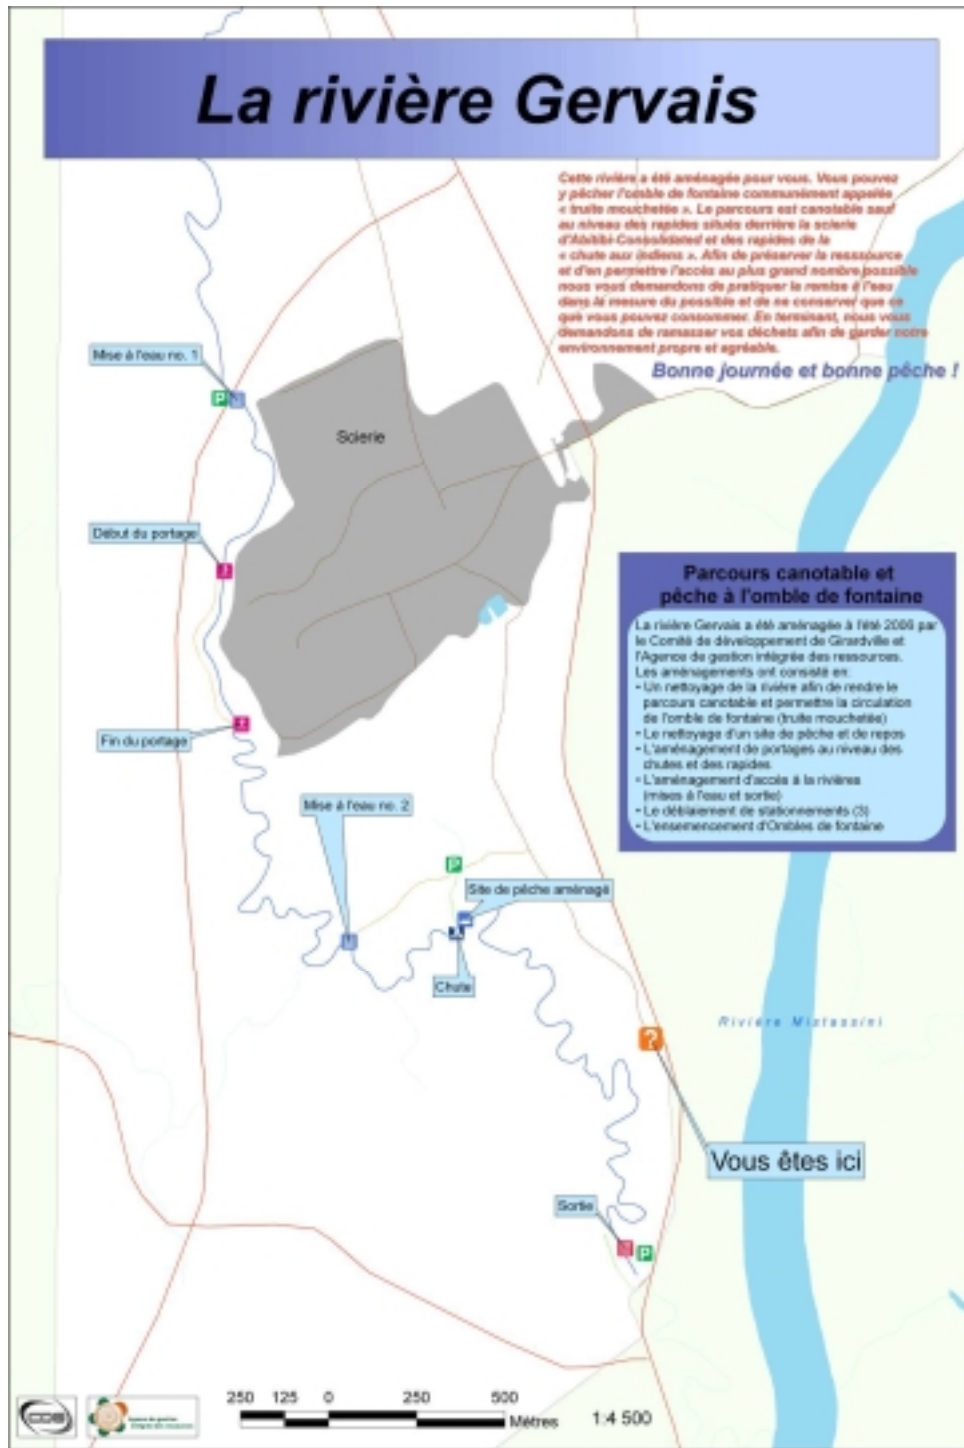 La rivière Gervais
Cette rivière a été aménagée pour vous. Vous pouvez
y pêcher l'omble de fontaine communément appelée
« truite mouchetée ». Le parcours est canotable sauf
au niveau des rapides situés derrière la scierie
d'Abitibi-Consolidated et des rapides de la
« chute aux indiens ». Afin de préserver la ressource
et d'en permettre l'accès au plus grand nombre possible
nous vous demandons de pratiquer la remise à l'eau
dans la mesure du possible et de ne conserver que ce
que vous pouvez consommer. En terminant, nous vous
demandons de ramasser vos déchets afin de garder notre
environnement propre et agréable.
Bonne journée et bonne pêche !
Mise à l'eau no. 1
P
Scierie
Début du portage
Parcours canotable et
pêche à l'omble de fontaine
La rivière Gervais a été aménagée à l'été 2006 par
le Comité de développement de Girardville et
l'Agence de gestion intégrée des ressources.
Les aménagements ont consisté en:
• Un nettoyage de la rivière afin de rendre le
parcours canotable et permettre la circulation
de l'omble de fontaine (truite mouchetée)
• Le nettoyage d'un site de pêche et de repos
• L'aménagement de portages au niveau des
chutes et des rapides
• L'aménagement d'accès à la rivières
(mises à l'eau et sortie)
• Le déblaiement de stationnements (3)
• L'ensemencement d'Ombles de fontaine
Fin du portage
Mise à l'eau no. 2
P
Site de pêche aménagé
Chute
Rivière Mistassini
?
Vous êtes ici
Sortie
P
250 125 0 250 500
Mètres
1:4 500